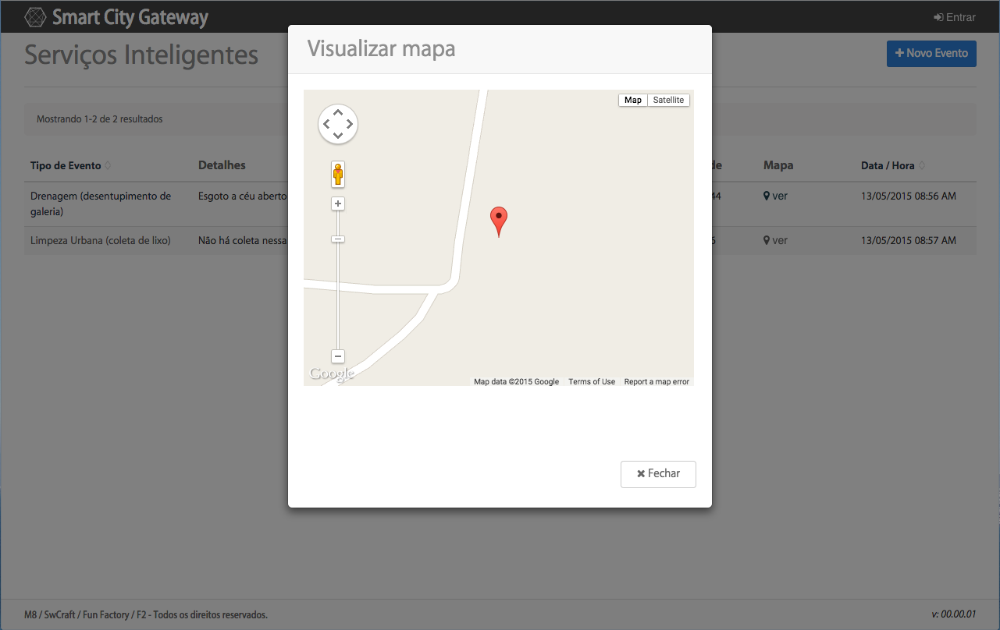 Smart City Gateway
Entrar
Visualizar mapa
Serviços Inteligentes
+ Novo Evento
Map
Satellite
Mostrando 1-2 de 2 resultados
Tipo de Evento
Detalhes
de
Mapa
Data / Hora
Drenagem (desentupimento de
galeria)
Esgoto a céu aberto
44
ver
13/05/2015 08:56 AM
Limpeza Urbana (coleta de lixo)
Não há coleta nessa
6
ver
13/05/2015 08:57 AM
Google
Map data ©2015 Google
Terms of Use
Report a map error
Fechar
M8 / SwCraft / Fun Factory / F2 - Todos os direitos reservados.
v: 00.00.01